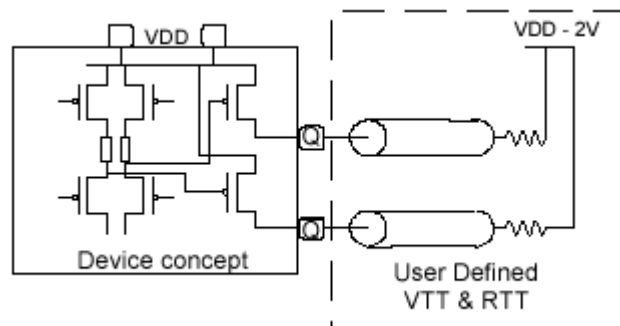 VDD
VDD - 2V
Q
Q
Device concept
User Defined
VTT & RTT